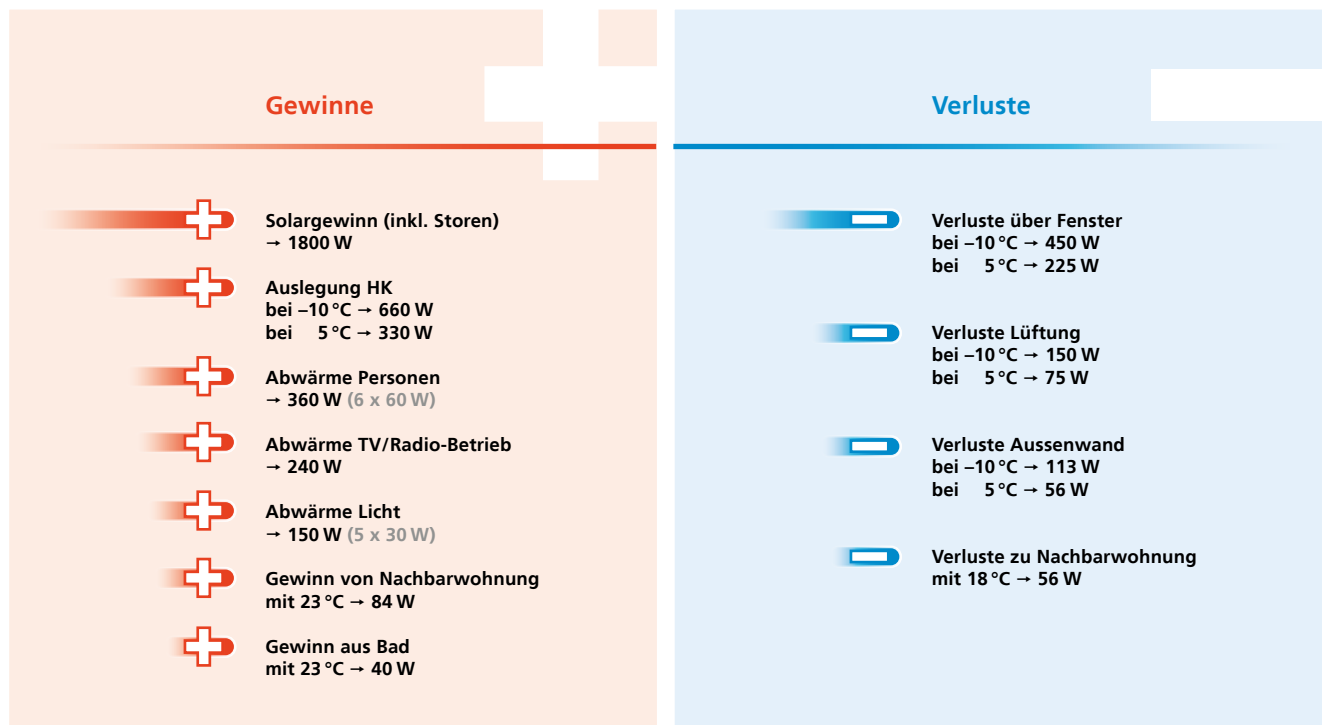 Gewinne
Solargewinn (inkl. Storen)
→ 1800 W
Auslegung HK
bei –10 °C → 660 W
bei 5 °C → 330 W
Abwärme Personen
→ 360 W (6 x 60 W)
Abwärme TV/Radio-Betrieb
→ 240 W
Abwärme Licht
→ 150 W (5 x 30 W)
Gewinn von Nachbarwohnung
mit 23 °C → 84 W
Gewinn aus Bad
mit 23 °C → 40 W
Verluste
Verluste über Fenster
bei –10 °C → 450 W
bei 5 °C → 225 W
Verluste Lüftung
bei –10 °C → 150 W
bei 5 °C → 75 W
Verluste Aussenwand
bei –10 °C → 113 W
bei 5 °C → 56 W
Verluste zu Nachbarwohnung
mit 18 °C → 56 W